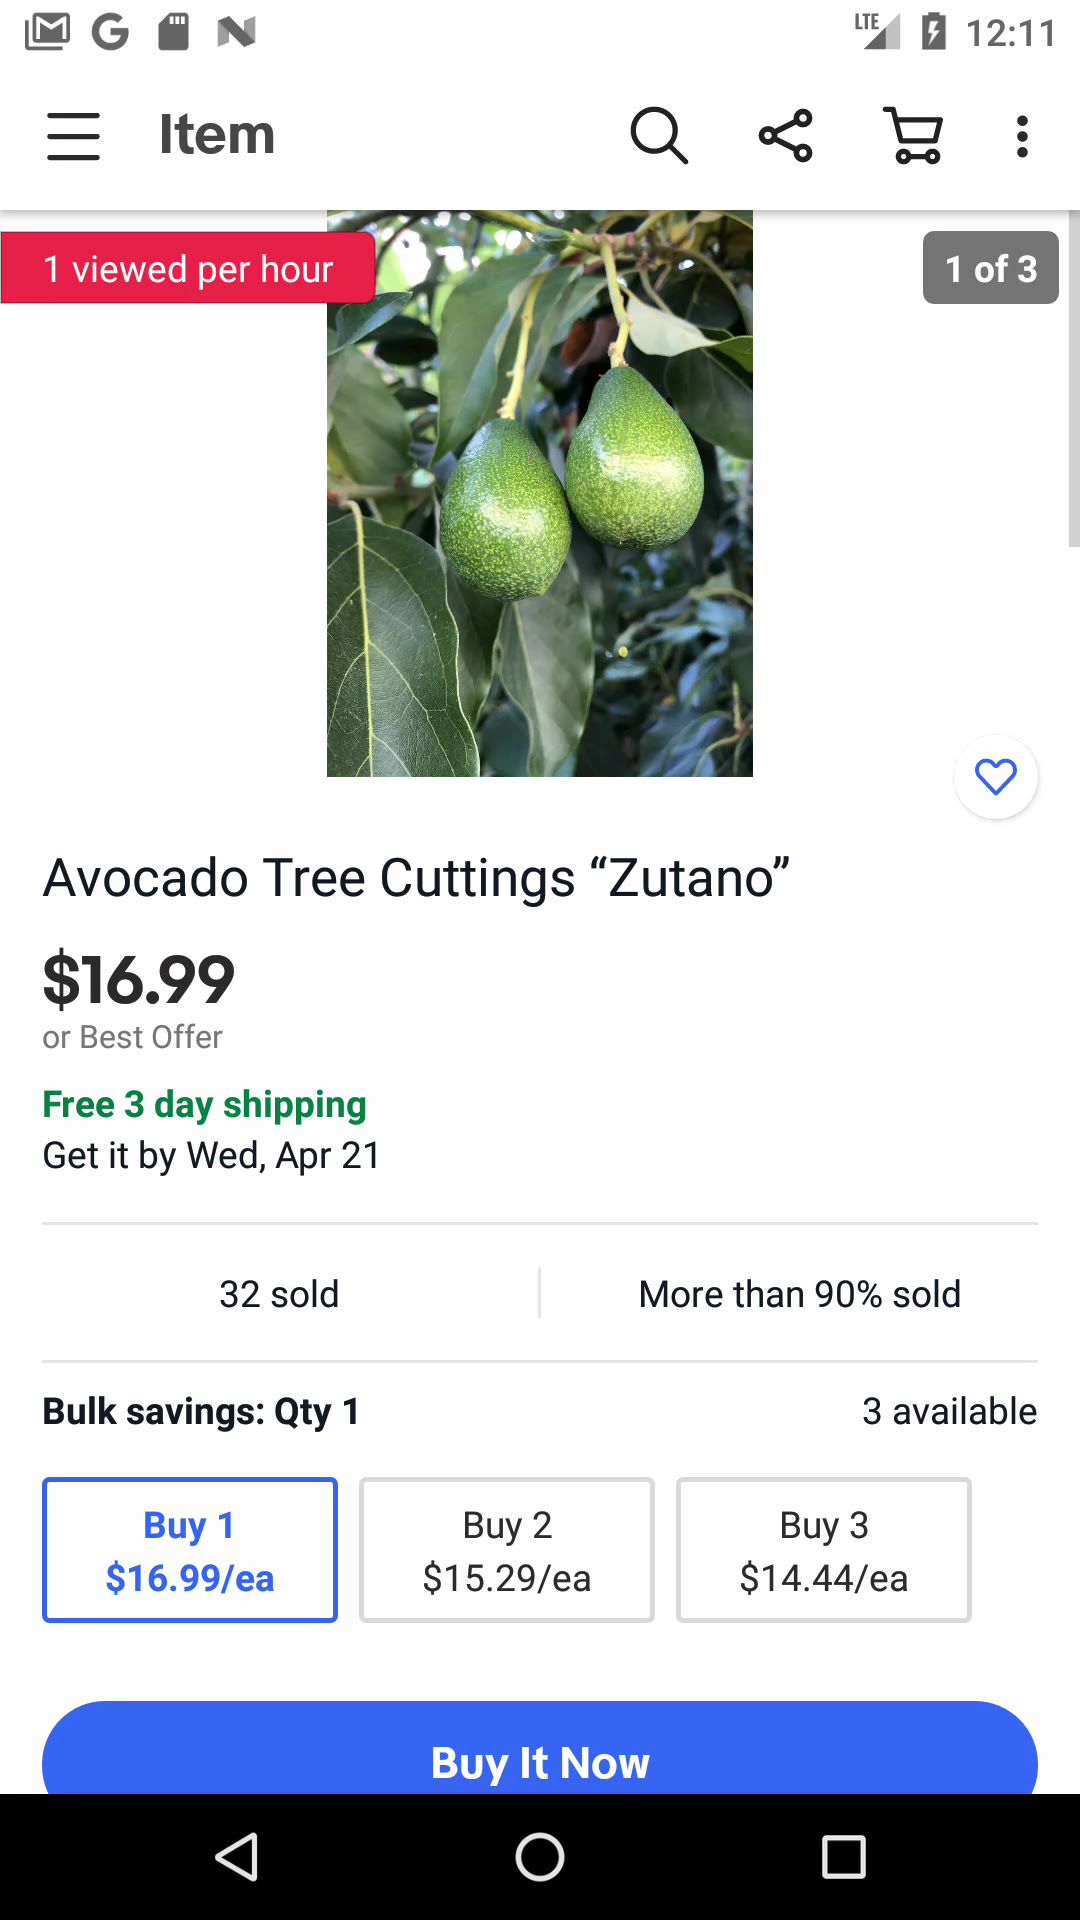 LTE 12:11
Item
1 viewed per hour
1 of 3
Avocado Tree Cuttings “Zutano”
$16.99
or Best Offer
Free 3 day shipping
Get it by Wed, Apr 21
32 sold
More than 90% sold
Bulk savings: Qty 1
3 available
Buy 1
$16.99/ea
Buy 2
$15.29/ea
Buy 3
$14.44/ea
Buy It Now